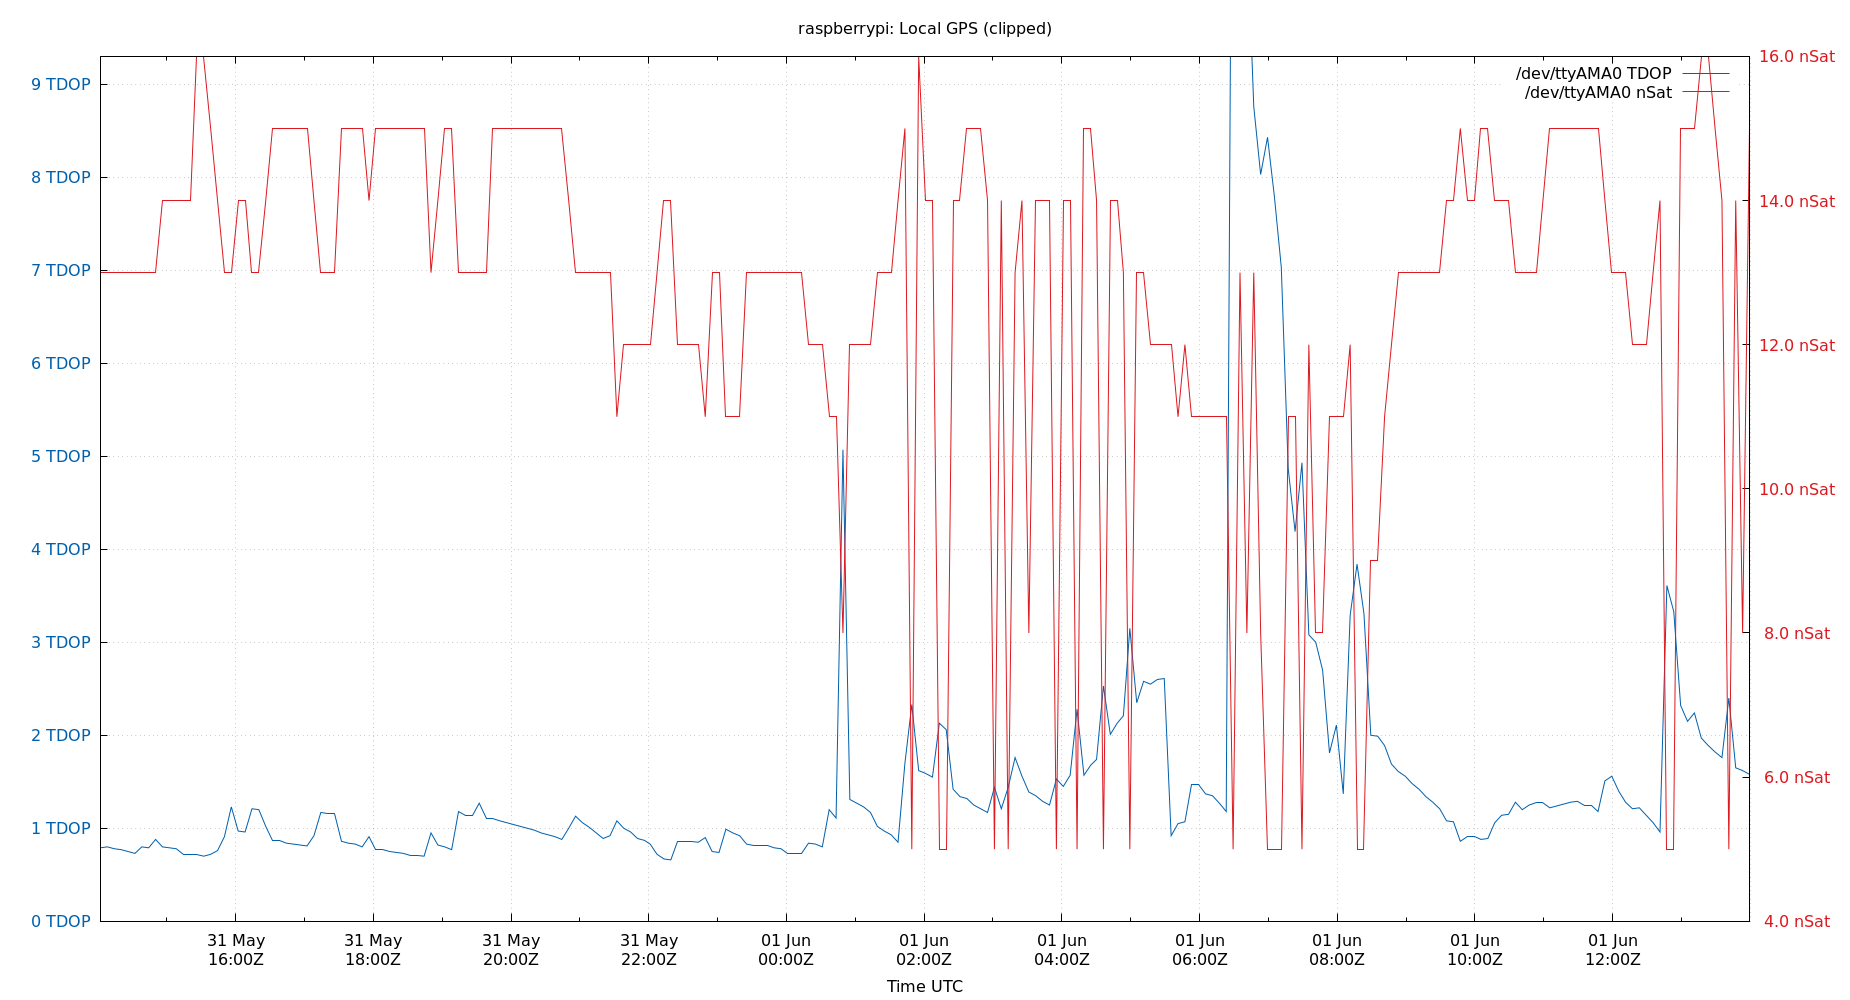 raspberrypi: Local GPS (clipped)
/dev/ttyAMA0 TDOP
/dev/ttyAMA0 nSat
9 TDOP
8 TDOP
7 TDOP
6 TDOP
5 TDOP
4 TDOP
3 TDOP
2 TDOP
1 TDOP
0 TDOP
16.0 nSat
14.0 nSat
12.0 nSat
10.0 nSat
8.0 nSat
6.0 nSat
4.0 nSat
31 May
16:00Z
31 May
18:00Z
31 May
20:00Z
31 May
22:00Z
01 Jun
00:00Z
01 Jun
02:00Z
01 Jun
04:00Z
01 Jun
06:00Z
01 Jun
08:00Z
01 Jun
10:00Z
01 Jun
12:00Z
Time UTC